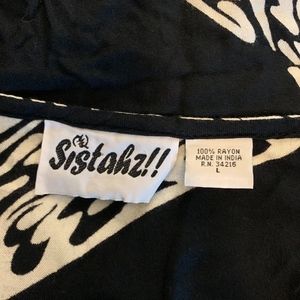 Sistahz!!
100% RAYON
MADE IN INDIA
R.N. 34216
L